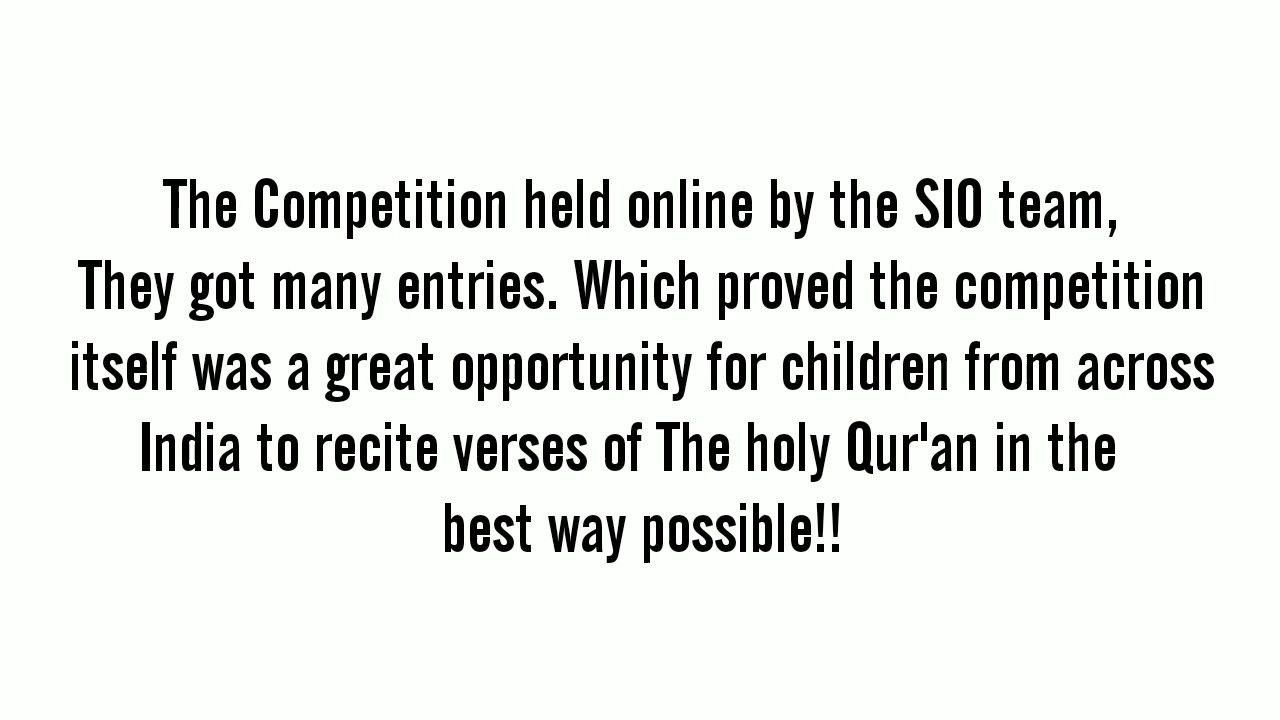 The Competition held online by the SIO team,
They got many entries. Which proved the competition
itself was a great opportunity for children from across
India to recite verses of The holy Qur'an in the
best way possible!!